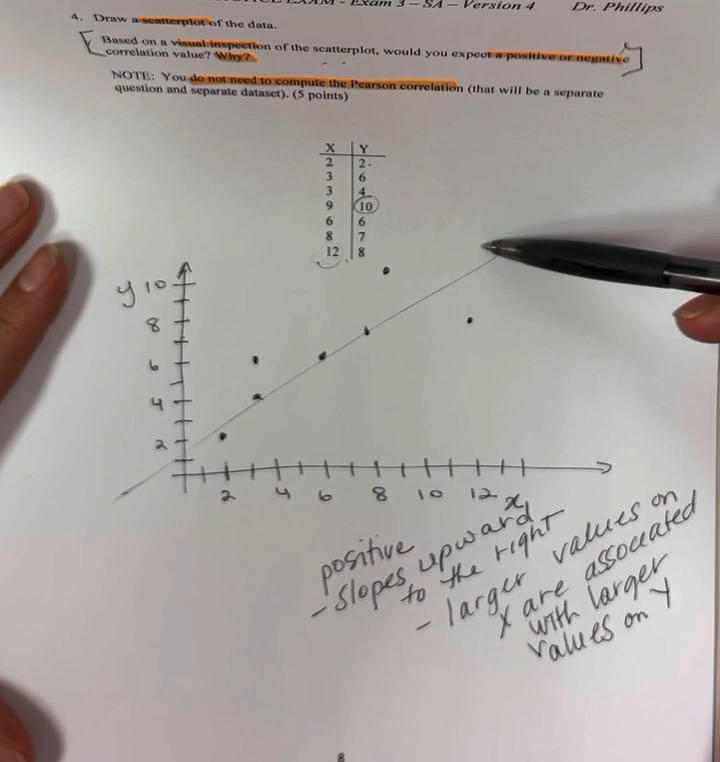 EXAM - Exam 3 – SA – Version 4 Dr. Phillips
4. Draw a scatterplot of the data.
Based on a visual inspection of the scatterplot, would you expect a positive or negative
correlation value? Why?
NOTE: You do not need to compute the Pearson correlation (that will be a separate
question and separate dataset). (5 points)
X Y
2 2
3 6
3 4
9 10
6 6
8 7
12 8
y 10
8
6
4
2
2 4 6 8 10 12 x
positive
- slopes upward
to the right
- larger values on
X are associated
with larger
values on Y
8